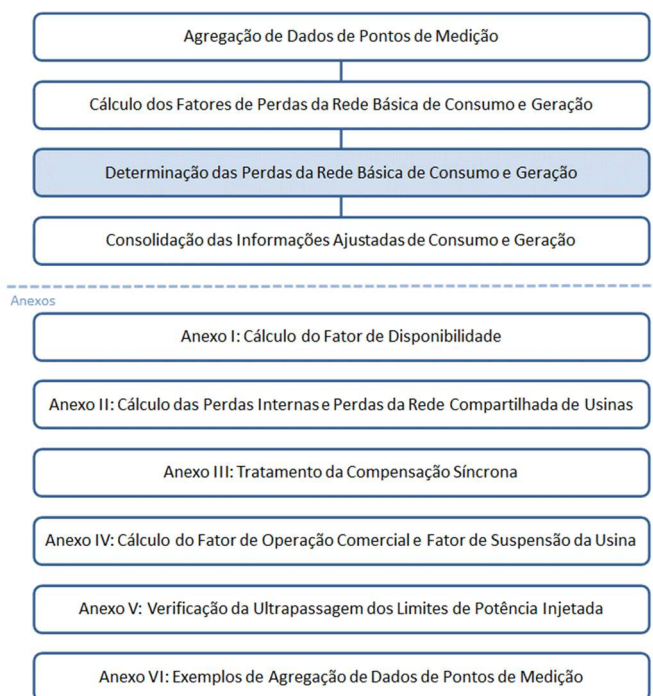 Agregação de Dados de Pontos de Medição
Cálculo dos Fatores de Perdas da Rede Básica de Consumo e Geração
Determinação das Perdas da Rede Básica de Consumo e Geração
Consolidação das Informações Ajustadas de Consumo e Geração
Anexos
Anexo I: Cálculo do Fator de Disponibilidade
Anexo II: Cálculo das Perdas Internas e Perdas da Rede Compartilhada de Usinas
Anexo III: Tratamento da Compensação Síncrona
Anexo IV: Cálculo do Fator de Operação Comercial e Fator de Suspensão da Usina
Anexo V: Verificação da Ultrapassagem dos Limites de Potência Injetada
Anexo VI: Exemplos de Agregação de Dados de Pontos de Medição